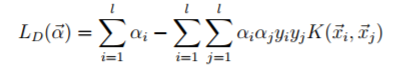 L_D(\vec{\alpha}) = \sum_{i=1}^{l} \alpha_i - \sum_{i=1}^{l} \sum_{j=1}^{l} \alpha_i \alpha_j y_i y_j K(\vec{x}_i, \vec{x}_j)